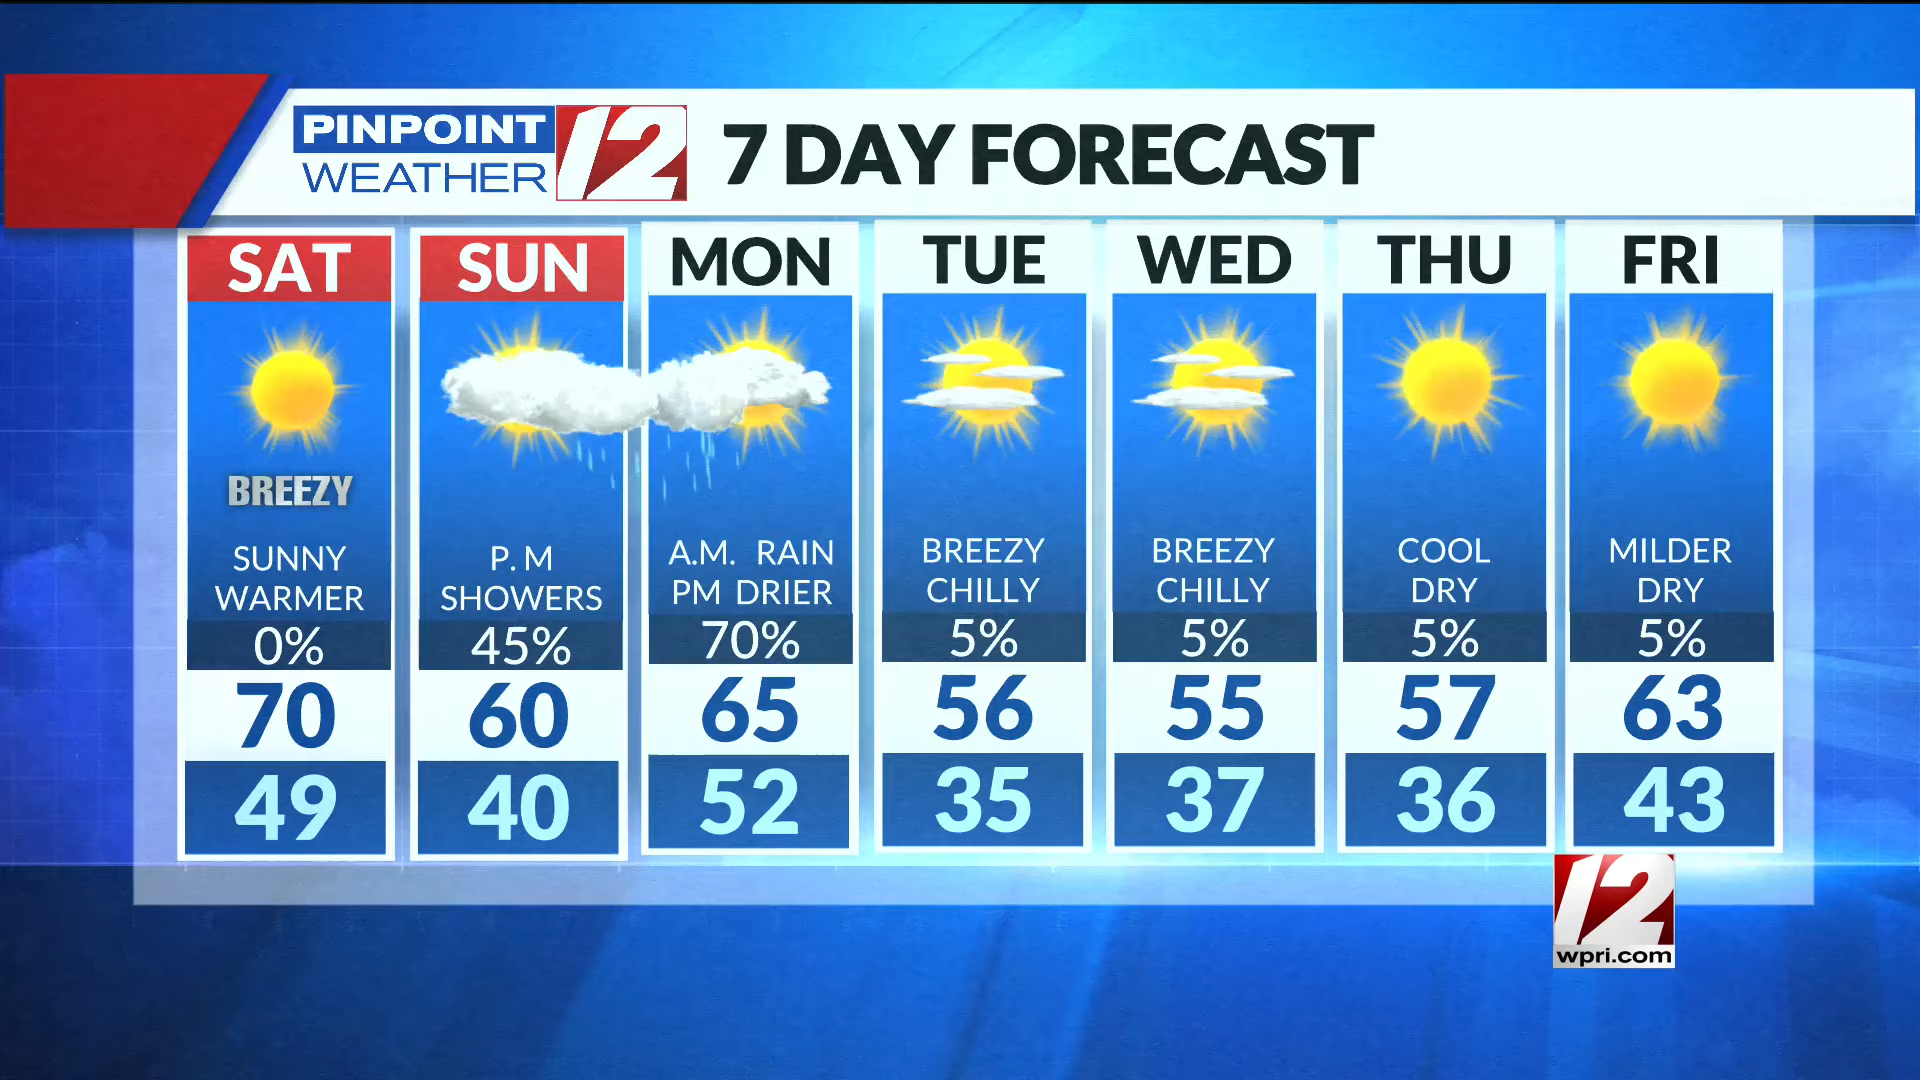 PINPOINT
WEATHER
12
7 DAY FORECAST
SAT
BREEZY
SUNNY
WARMER
0%
70
49
SUN
P. M
SHOWERS
45%
60
40
MON
A.M. RAIN
PM DRIER
70%
65
52
TUE
BREEZY
CHILLY
5%
56
35
WED
BREEZY
CHILLY
5%
55
37
THU
COOL
DRY
5%
57
36
FRI
MILDER
DRY
5%
63
43
12
wpri.com